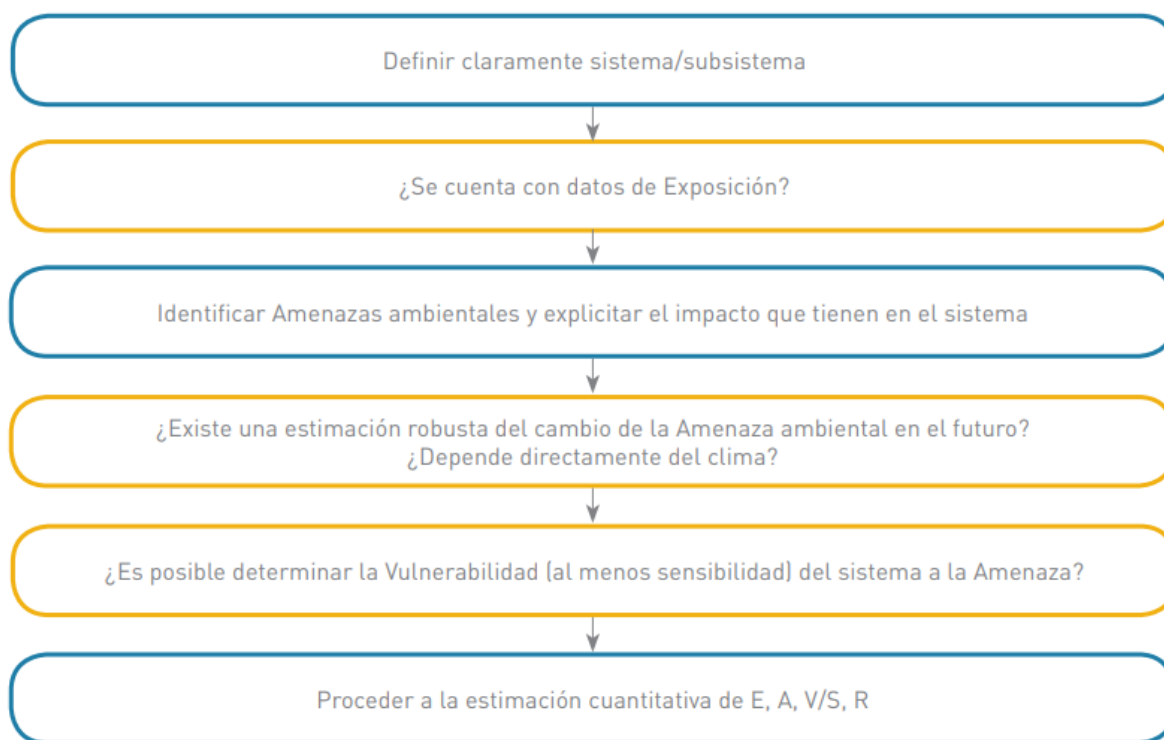 Definir claramente sistema/subsistema
¿Se cuenta con datos de Exposición?
Identificar Amenazas ambientales y explicitar el impacto que tienen en el sistema
¿Existe una estimación robusta del cambio de la Amenaza ambiental en el futuro?
¿Depende directamente del clima?
¿Es posible determinar la Vulnerabilidad (al menos sensibilidad) del sistema a la Amenaza?
Proceder a la estimación cuantitativa de E, A, V/S, R